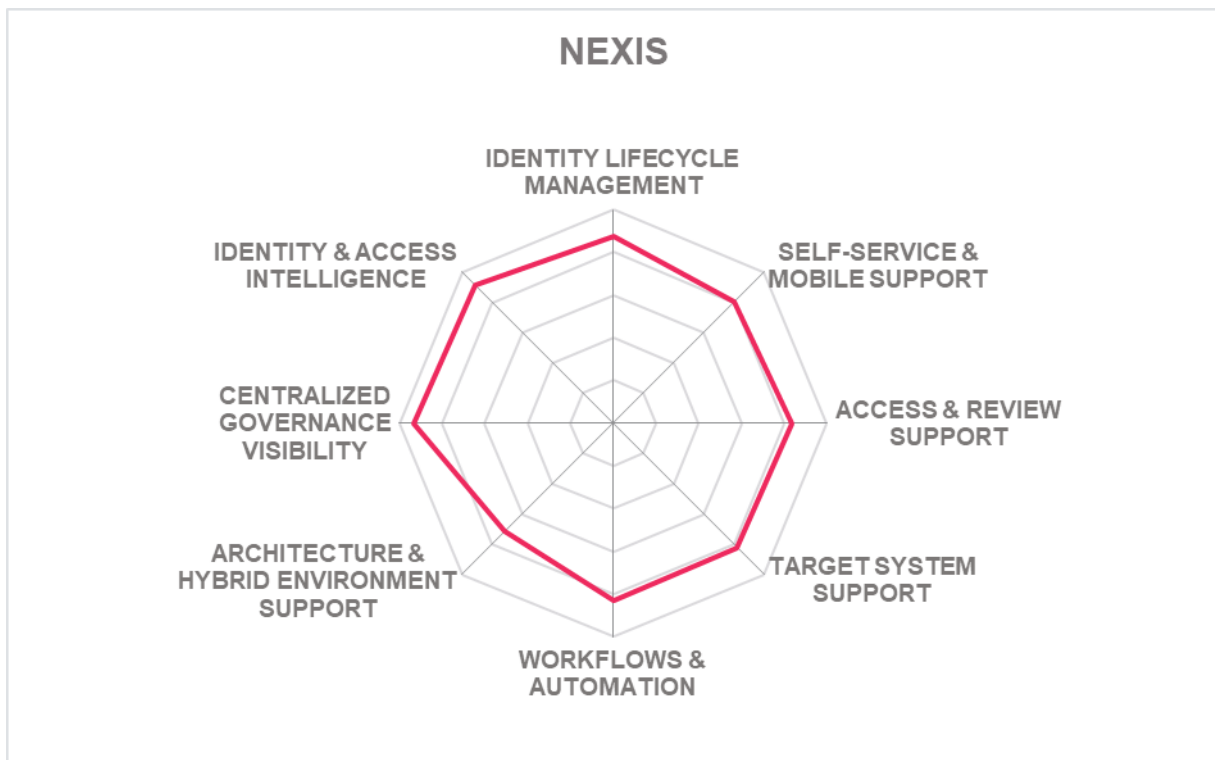 NEXIS
IDENTITY LIFECYCLE
MANAGEMENT
SELF-SERVICE &
MOBILE SUPPORT
ACCESS & REVIEW
SUPPORT
TARGET SYSTEM
SUPPORT
WORKFLOWS &
AUTOMATION
ARCHITECTURE &
HYBRID ENVIRONMENT
SUPPORT
CENTRALIZED
GOVERNANCE
VISIBILITY
IDENTITY & ACCESS
INTELLIGENCE